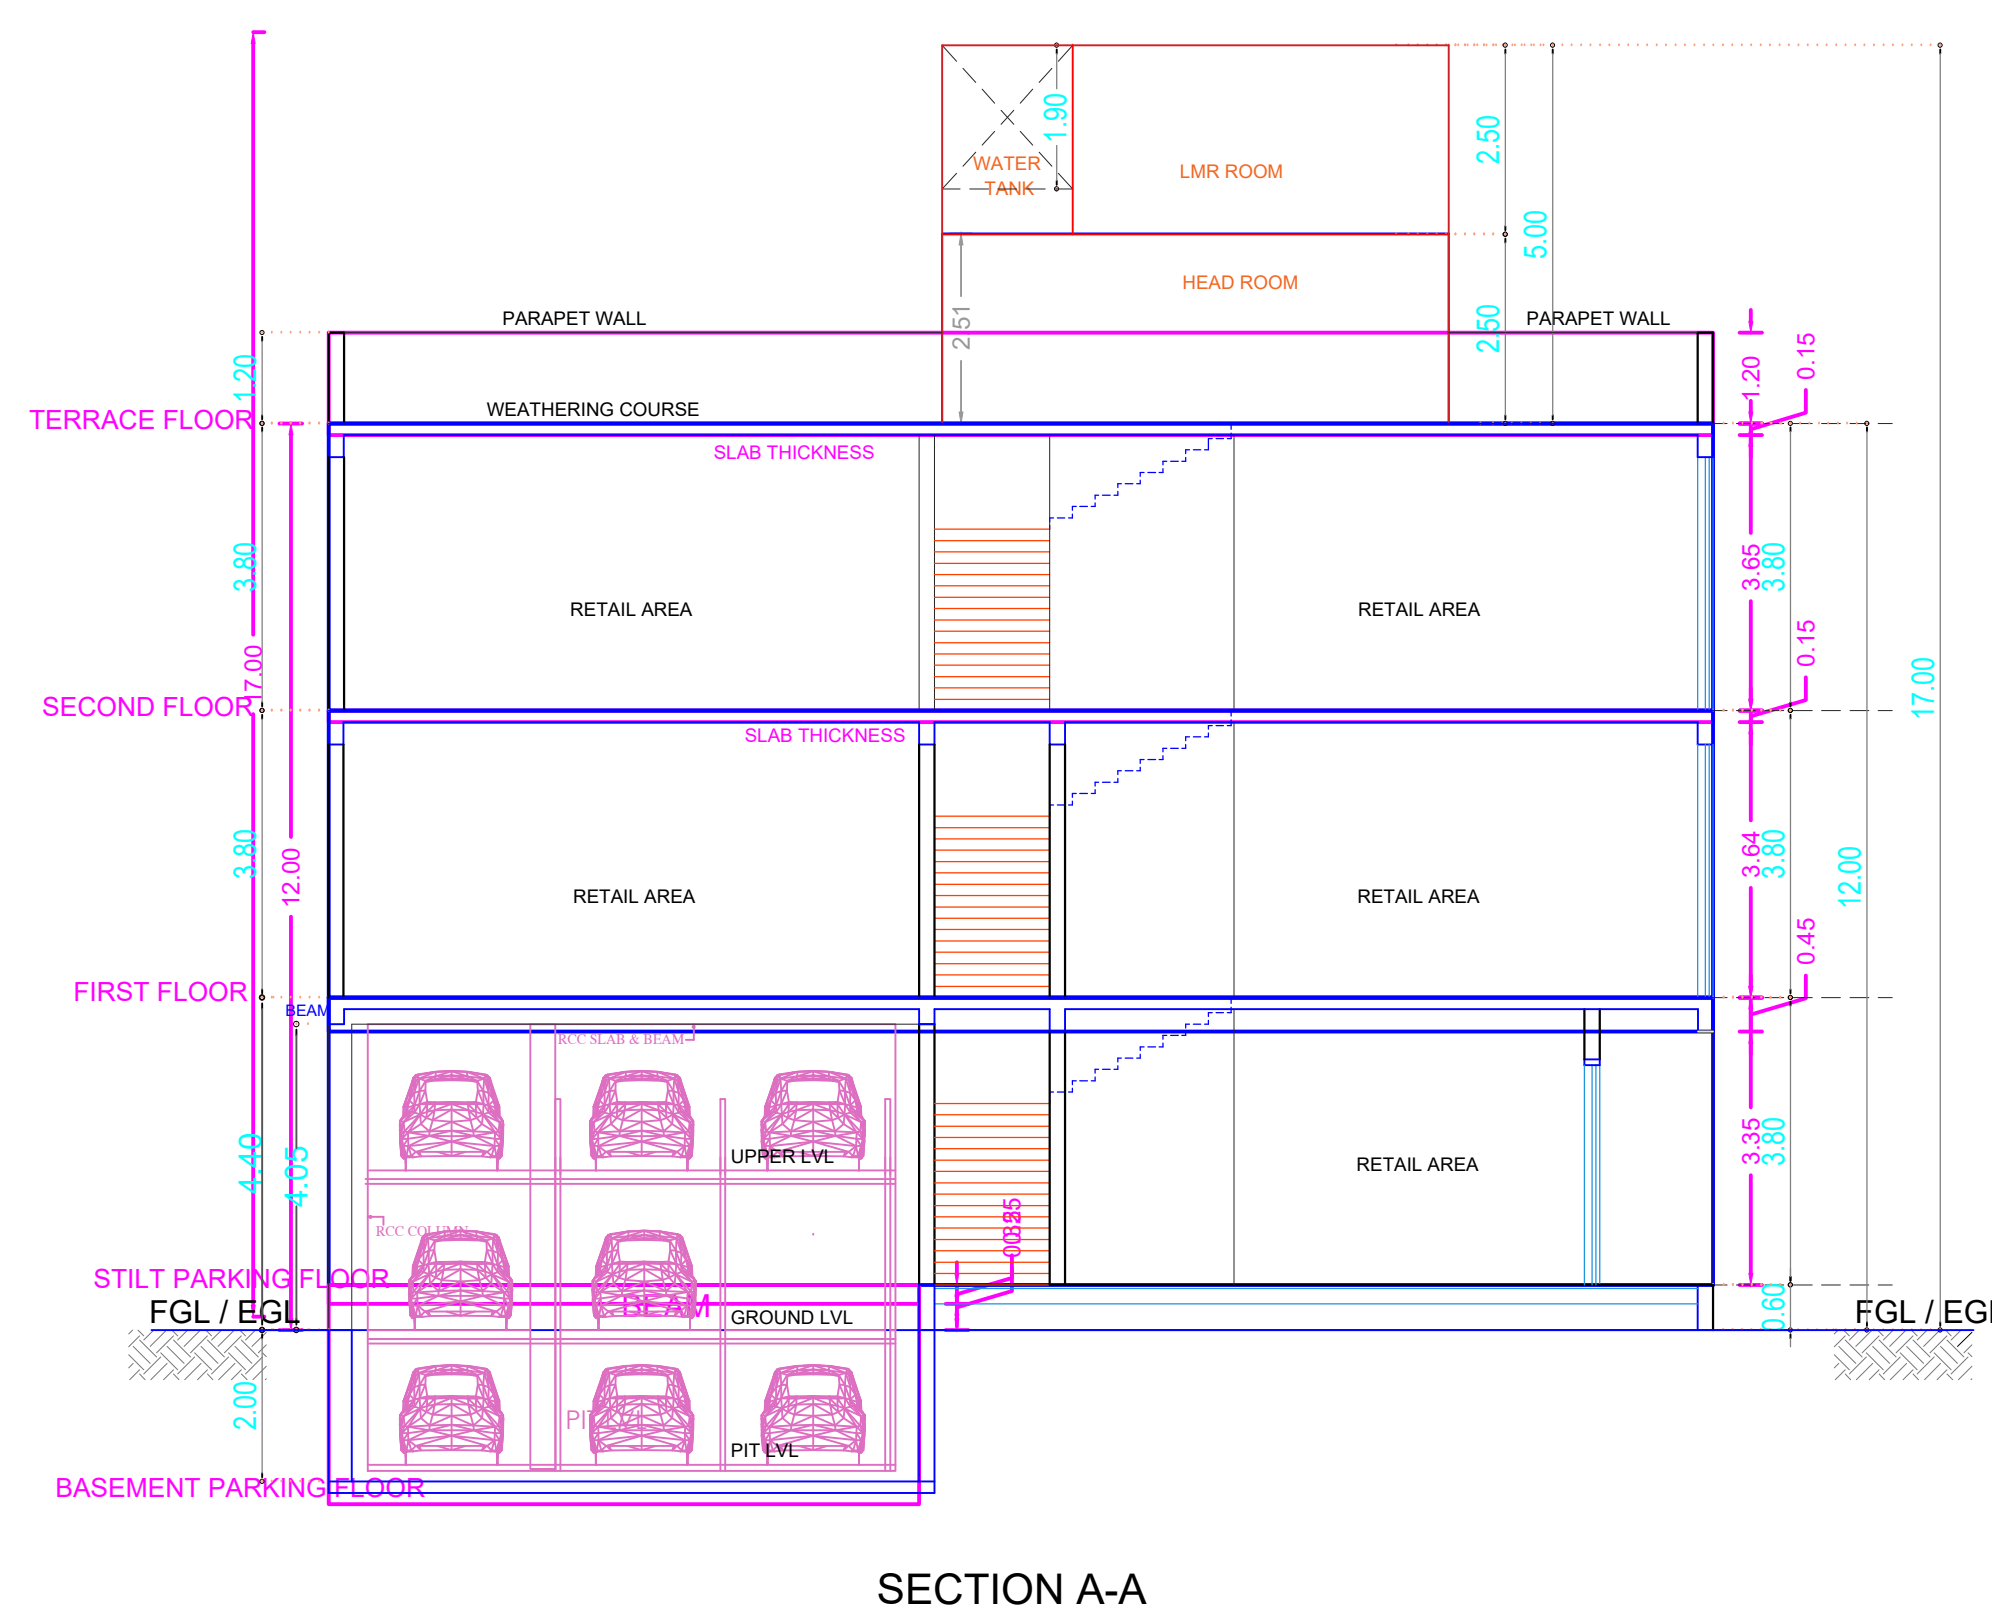 1.90
WATER
TANK
LMR ROOM
2.50
5.00
HEAD ROOM
2.51
2.50
PARAPET WALL
PARAPET WALL
1.20
1.20
0.15
TERRACE FLOOR
WEATHERING COURSE
SLAB THICKNESS
3.80
RETAIL AREA
RETAIL AREA
3.65
3.80
0.15
17.00
17.00
SECOND FLOOR
SLAB THICKNESS
3.80
12.00
RETAIL AREA
RETAIL AREA
3.64
3.80
12.00
0.45
FIRST FLOOR
BEAM
RCC SLAB & BEAM
4.40
4.05
UPPER LVL
RETAIL AREA
3.35
3.80
RCC COLUMN
STILT PARKING FLOOR
BEAM
FGL / EGL
GROUND LVL
0.60
FGL / EGL
2.00
PIT LVL
PIT LVL
BASEMENT PARKING FLOOR
SECTION A-A